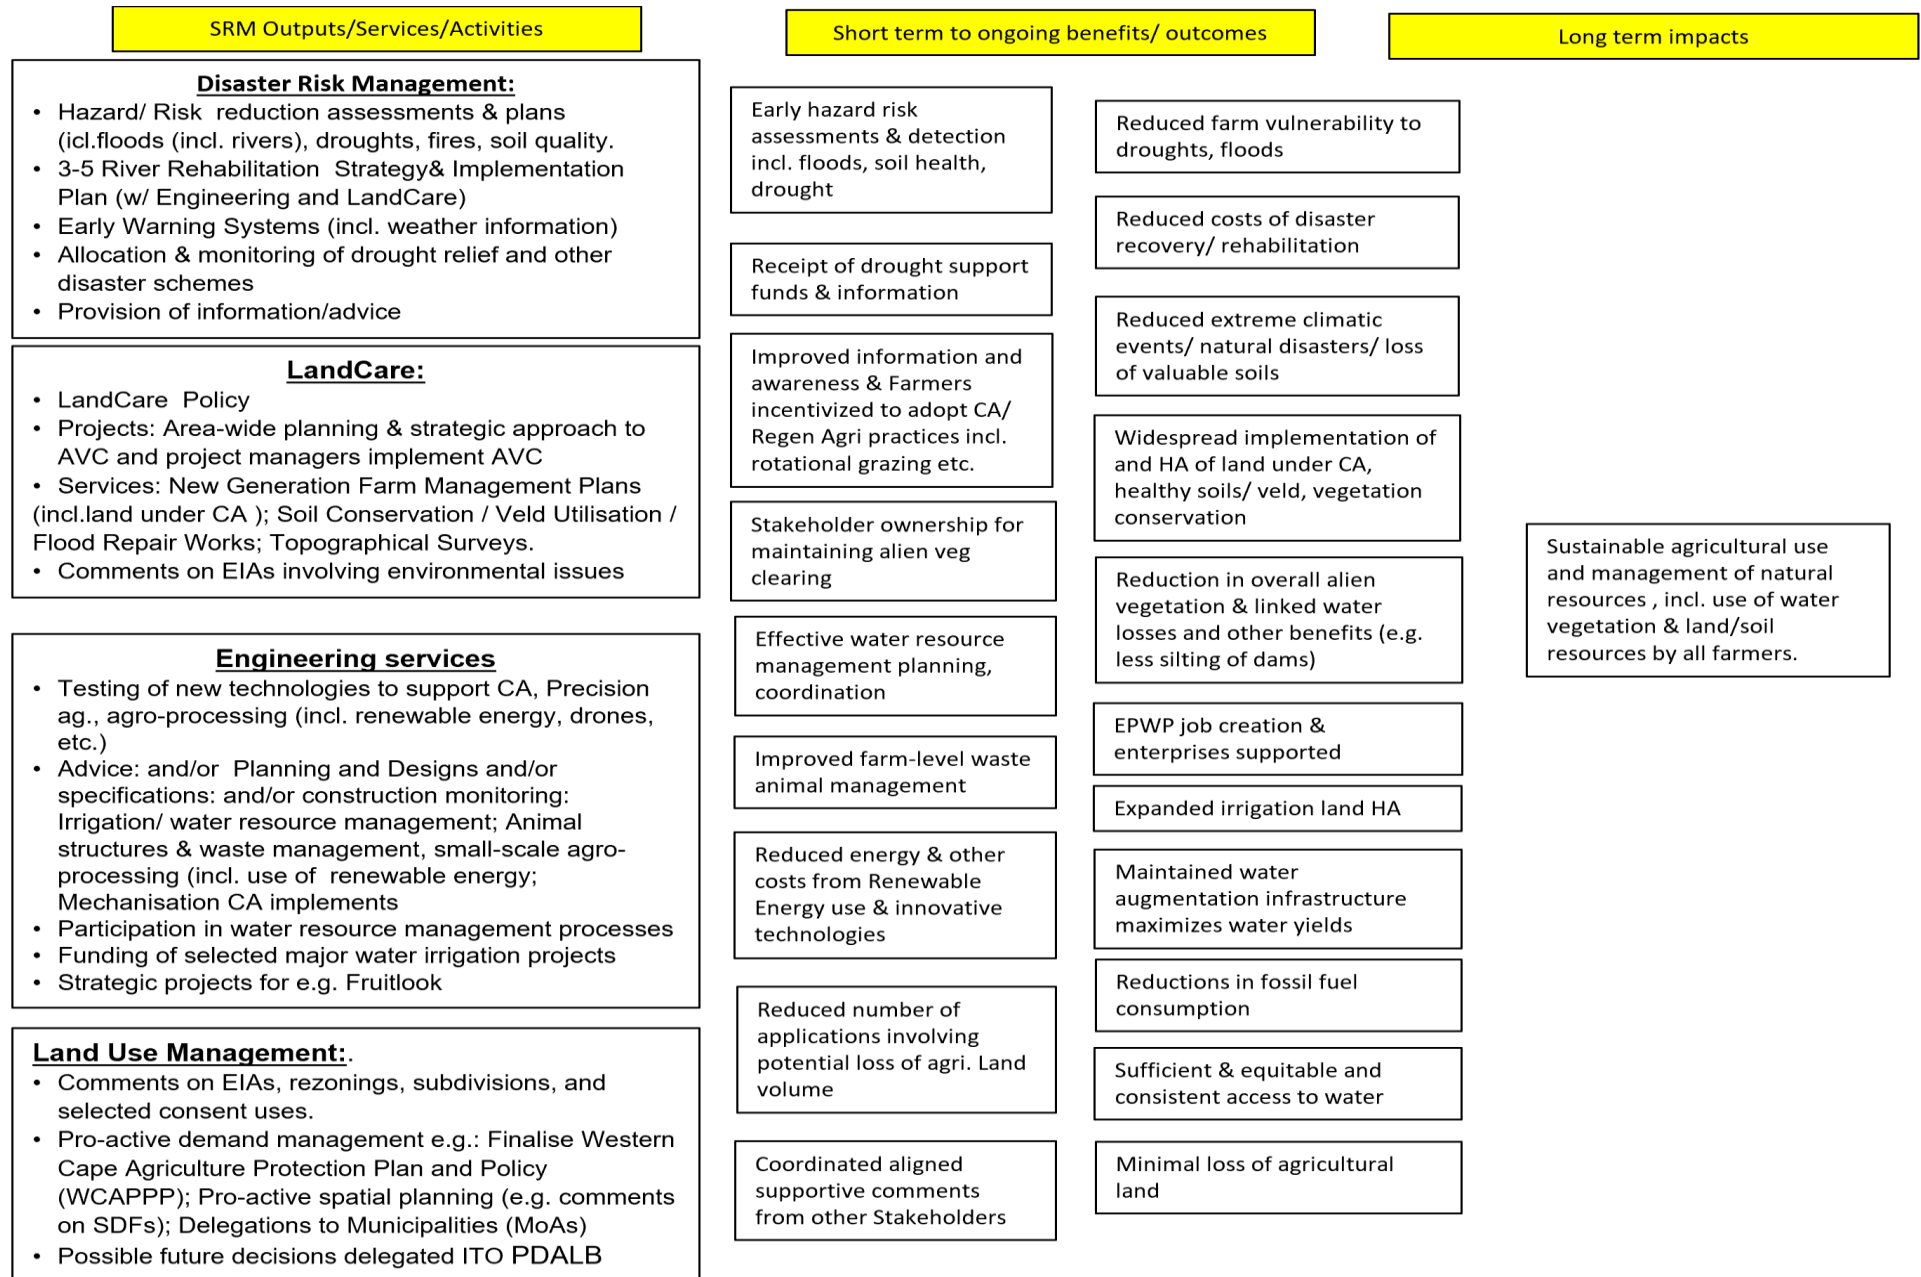 SRM Outputs/Services/Activities
Short term to ongoing benefits/ outcomes
Long term impacts
Disaster Risk Management:
• Hazard/ Risk reduction assessments & plans
(icl.floods (incl. rivers), droughts, fires, soil quality.
• 3-5 River Rehabilitation Strategy& Implementation
Plan (w/ Engineering and LandCare)
• Early Warning Systems (incl. weather information)
• Allocation & monitoring of drought relief and other
disaster schemes
• Provision of information/advice
LandCare:
• LandCare Policy
• Projects: Area-wide planning & strategic approach to
AVC and project managers implement AVC
• Services: New Generation Farm Management Plans
(incl.land under CA ); Soil Conservation / Veld Utilisation /
Flood Repair Works; Topographical Surveys.
• Comments on EIAs involving environmental issues
Engineering services
• Testing of new technologies to support CA, Precision
ag., agro-processing (incl. renewable energy, drones,
etc.)
• Advice: and/or Planning and Designs and/or
specifications: and/or construction monitoring:
Irrigation/ water resource management; Animal
structures & waste management, small-scale agro-
processing (incl. use of renewable energy;
Mechanisation CA implements
• Participation in water resource management processes
• Funding of selected major water irrigation projects
• Strategic projects for e.g. Fruitlook
Land Use Management:.
• Comments on EIAs, rezonings, subdivisions, and
selected consent uses.
• Pro-active demand management e.g.: Finalise Western
Cape Agriculture Protection Plan and Policy
(WCAPPP); Pro-active spatial planning (e.g. comments
on SDFs); Delegations to Municipalities (MoAs)
• Possible future decisions delegated ITO PDALB
Early hazard risk
assessments & detection
incl. floods, soil health,
drought
Receipt of drought support
funds & information
Improved information and
awareness & Farmers
incentivized to adopt CA/
Regen Agri practices incl.
rotational grazing etc.
Stakeholder ownership for
maintaining alien veg
clearing
Effective water resource
management planning,
coordination
Improved farm-level waste
animal management
Reduced energy & other
costs from Renewable
Energy use & innovative
technologies
Reduced number of
applications involving
potential loss of agri. Land
volume
Coordinated aligned
supportive comments
from other Stakeholders
Reduced farm vulnerability to
droughts, floods
Reduced costs of disaster
recovery/ rehabilitation
Reduced extreme climatic
events/ natural disasters/ loss
of valuable soils
Widespread implementation of
and HA of land under CA,
healthy soils/ veld, vegetation
conservation
Reduction in overall alien
vegetation & linked water
losses and other benefits (e.g.
less silting of dams)
EPWP job creation &
enterprises supported
Expanded irrigation land HA
Maintained water
augmentation infrastructure
maximizes water yields
Reductions in fossil fuel
consumption
Sufficient & equitable and
consistent access to water
Minimal loss of agricultural
land
Sustainable agricultural use
and management of natural
resources , incl. use of water
vegetation & land/soil
resources by all farmers.